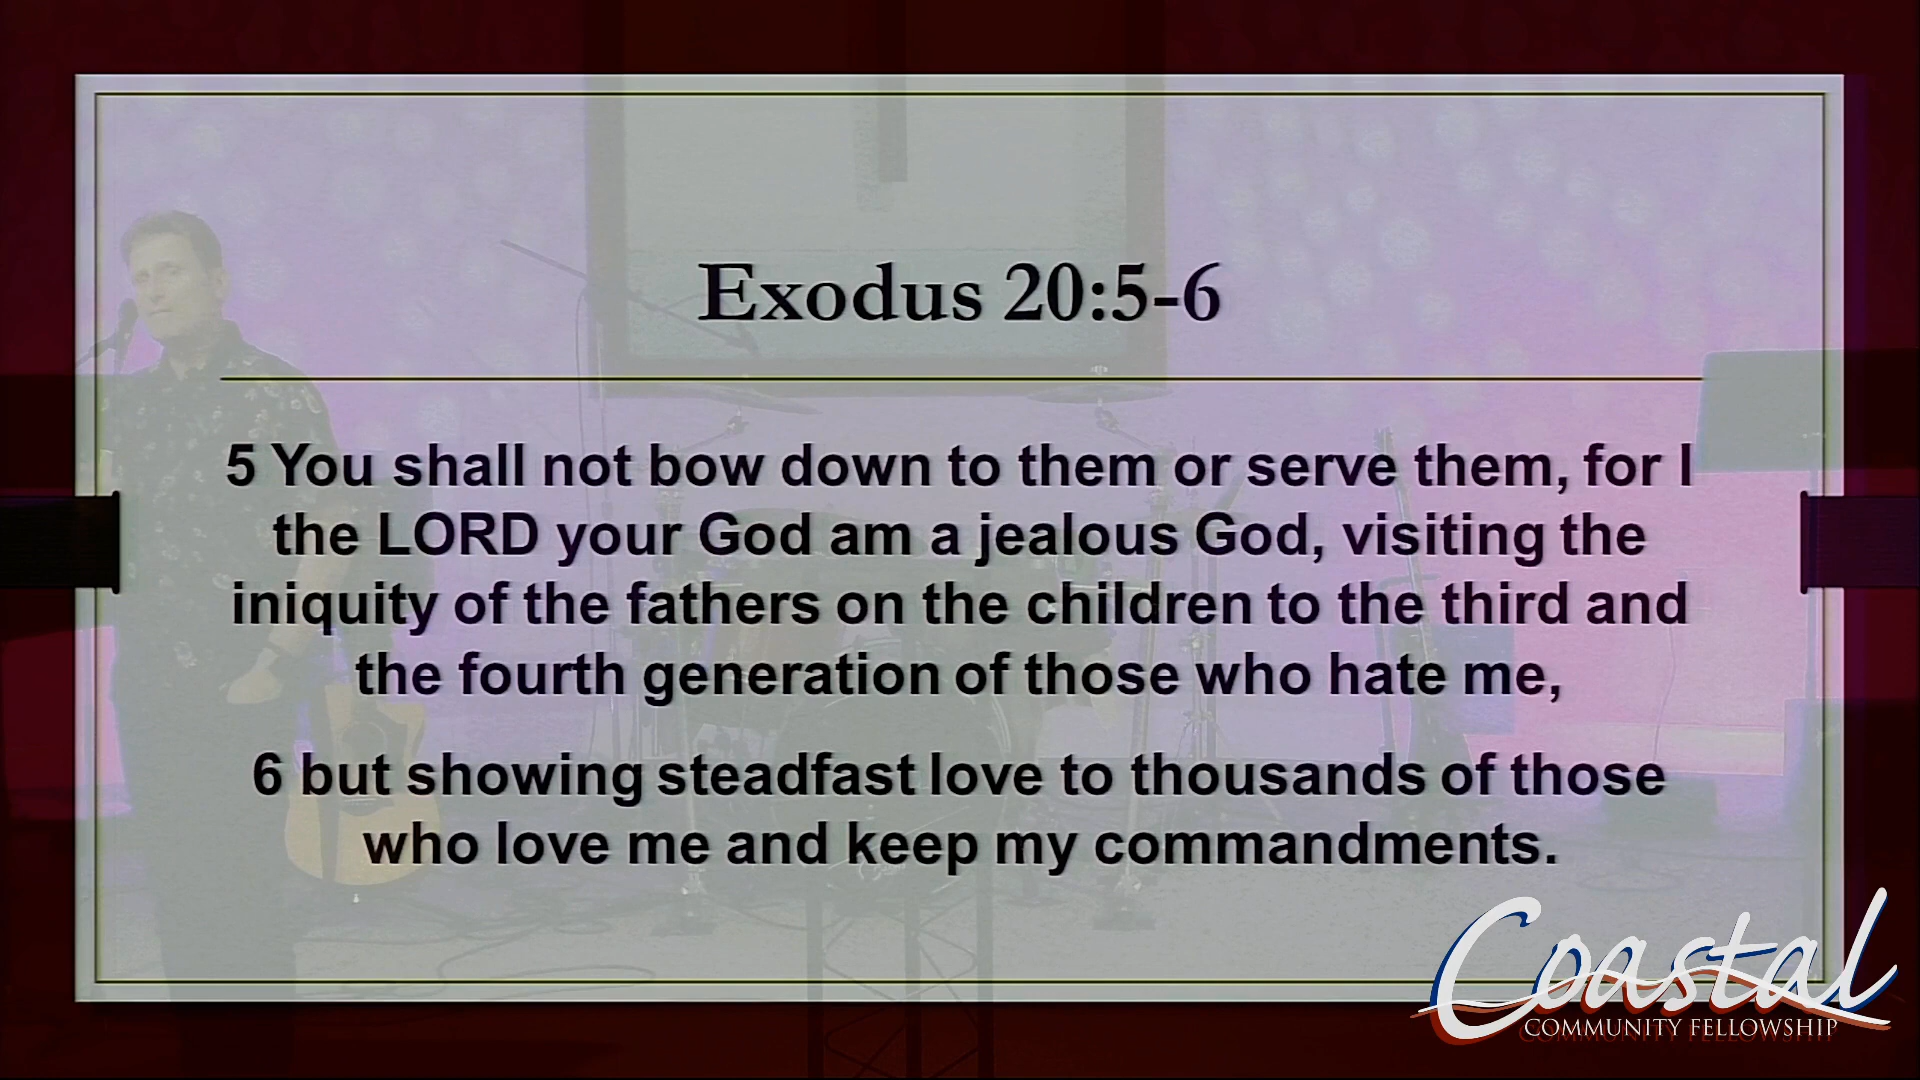 Exodus 20:5-6
5 You shall not bow down to them or serve them, for I
the LORD your God am a jealous God, visiting the
iniquity of the fathers on the children to the third and
the fourth generation of those who hate me,
6 but showing steadfast love to thousands of those
who love me and keep my commandments.
Coastal
COMMUNITY FELLOWSHIP